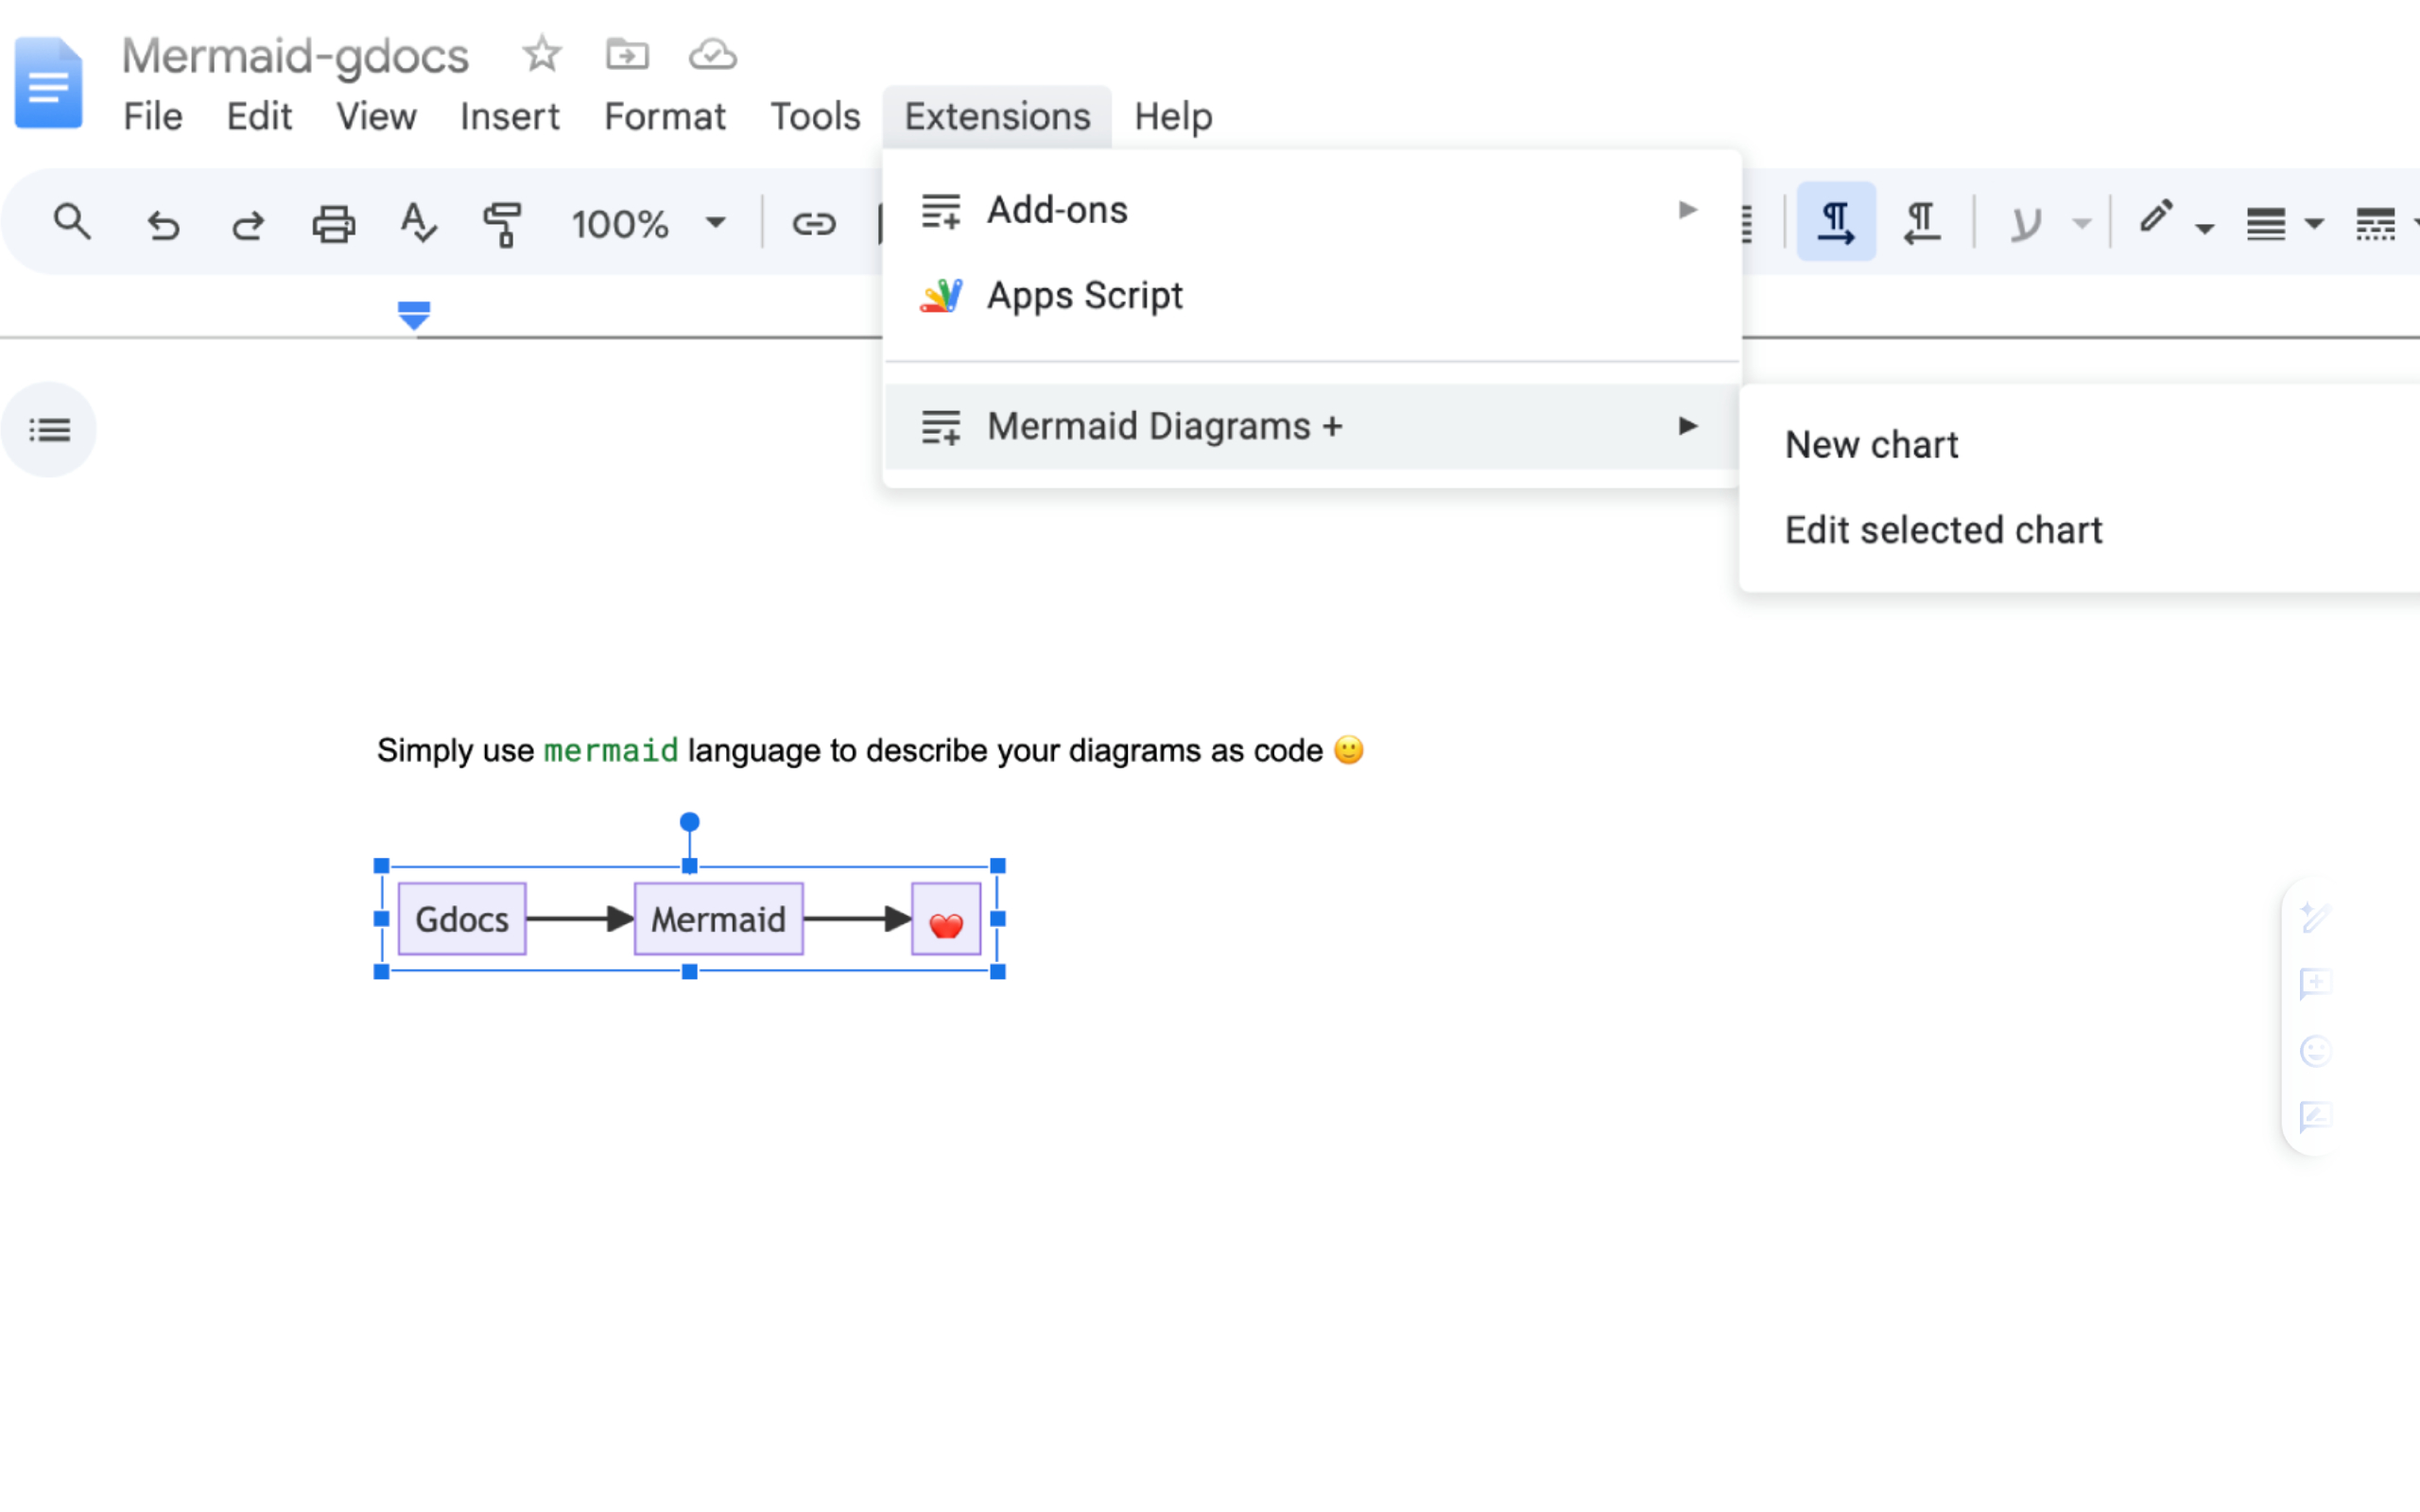 Mermaid-gdocs
File Edit View Insert Format Tools Extensions Help
100%
Add-ons
Apps Script
Mermaid Diagrams +
New chart
Edit selected chart
Simply use mermaid language to describe your diagrams as code 🙂
Gdocs Mermaid ❤️